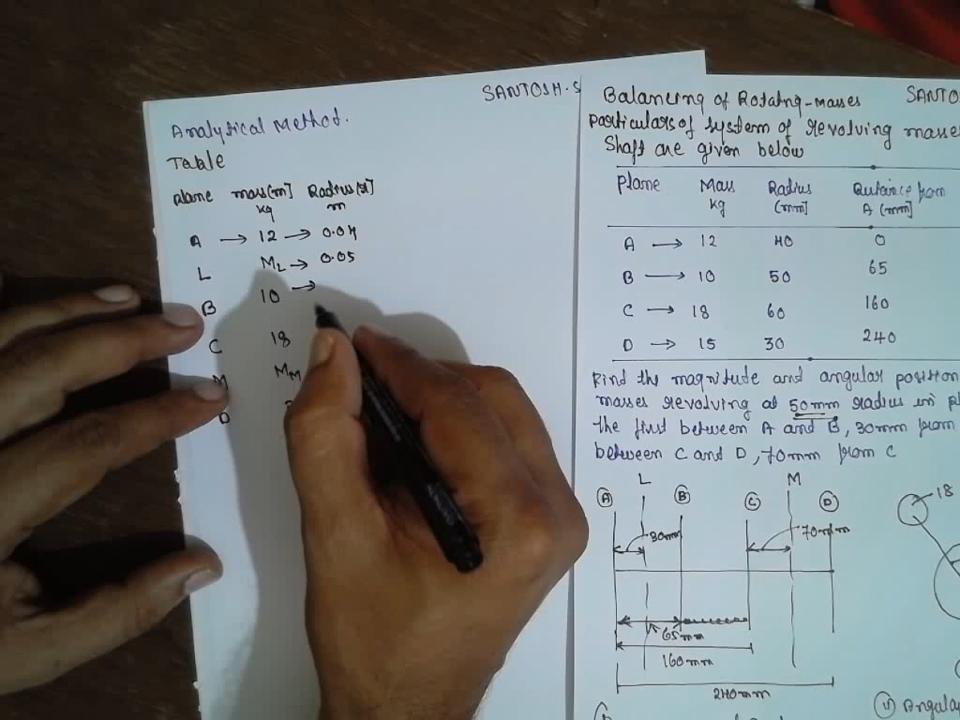 SANTOSH.S
Analytical Method.
Table
Plane mass[m] Radius[r]
kg m
A → 12 → 0.04
L ML → 0.05
B 10 →
C 18
M MM
D
Balancing of Rotating-masses SANTO
Particulars of system of revolving masses
Shaft are given below
Plane Mass Radius Distance from
kg [mm] A [mm]
A → 12 40 0
B → 10 50 65
C → 18 60 160
D → 15 30 240
Find the magnitude and angular position
masses revolving at 50mm radius in pl
the first between A and B, 30mm from
between C and D, 70mm from C
L M
A B C D
30mm 70mm
65mm
160mm
240mm
18
(ii) Angula